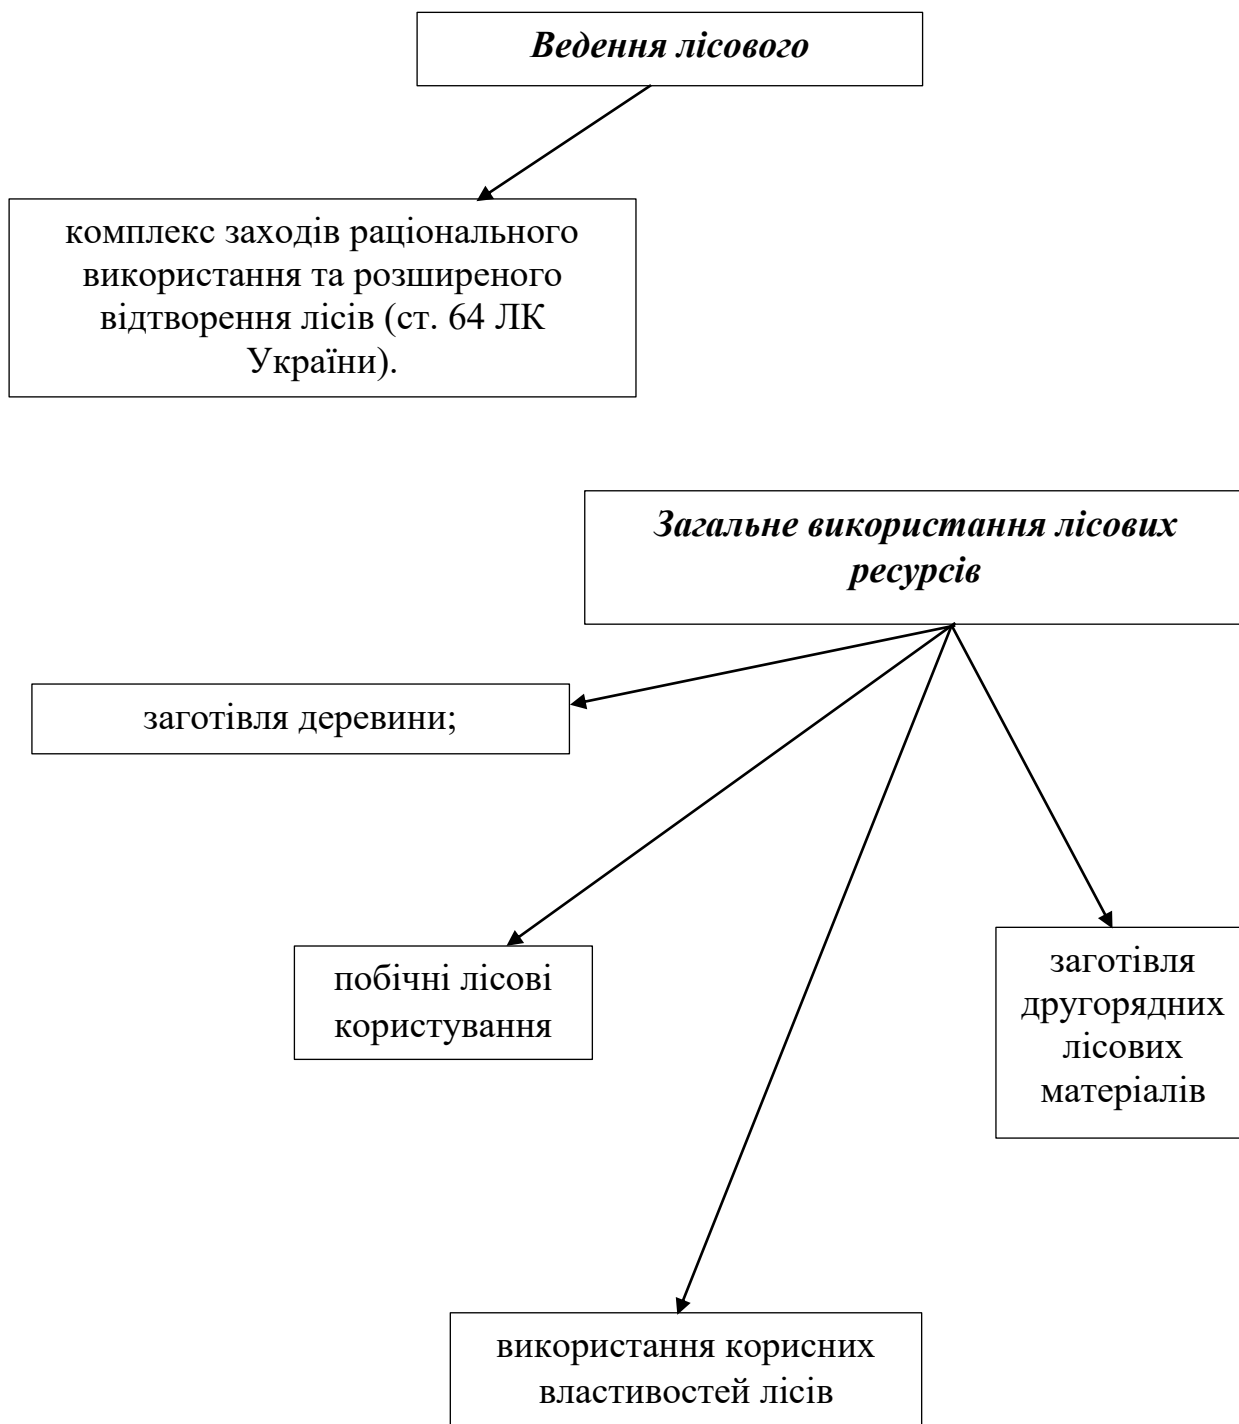 Ведення лісового
комплекс заходів раціонального
використання та розширеного
відтворення лісів (ст. 64 ЛК
України).
Загальне використання лісових
ресурсів
заготівля деревини;
побічні лісові
користування
заготівля
другорядних
лісових
матеріалів
використання корисних
властивостей лісів